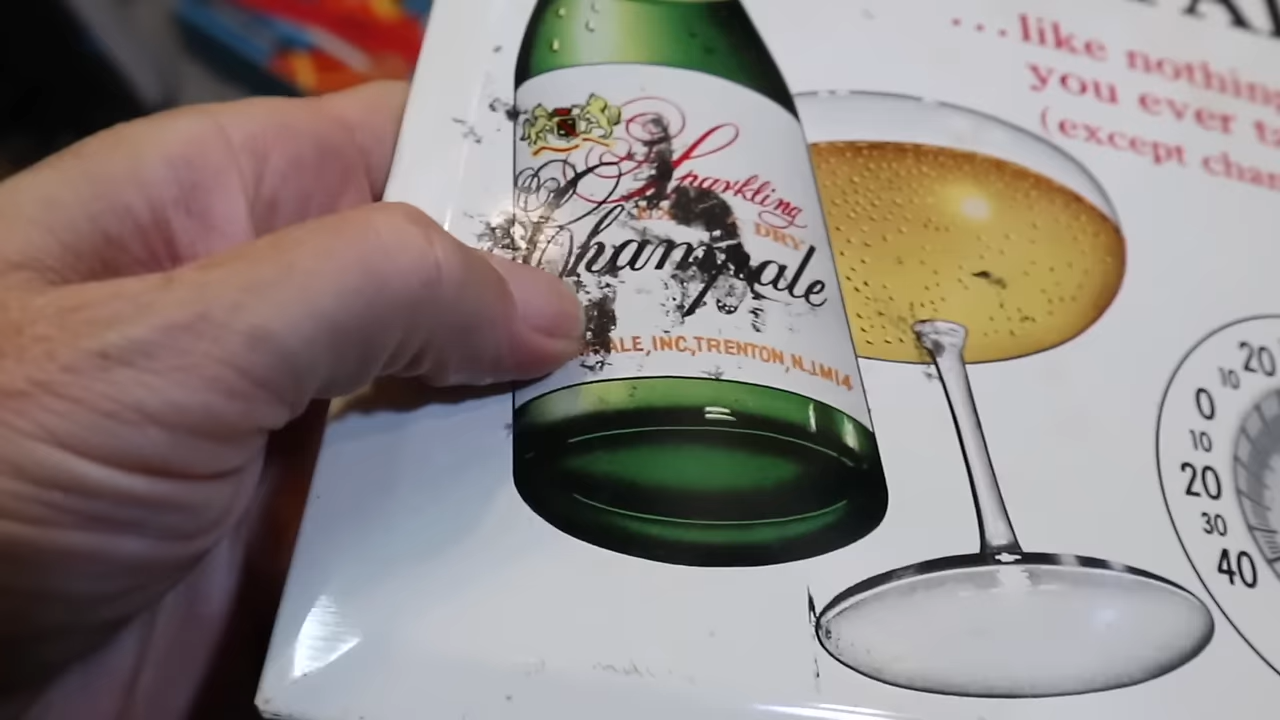 ...like nothing
you ever
(except
Sparkling
DRY
Champale
ALE, INC, TRENTON, N.J. M14
20
10
0
10
20
30
40